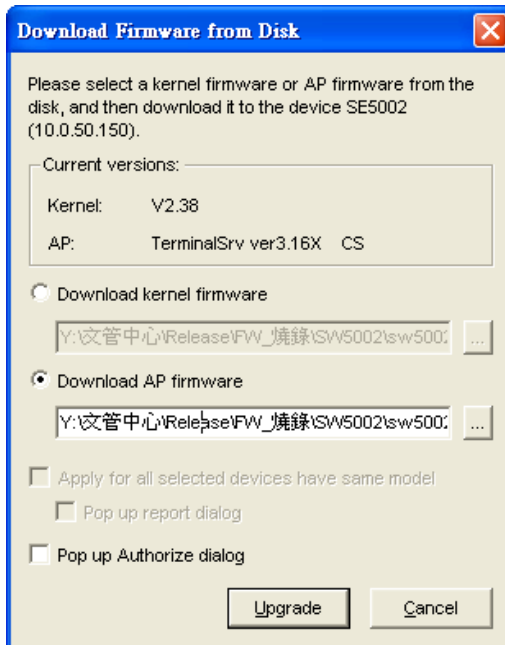 Download Firmware from Disk
Please select a kernel firmware or AP firmware from the
disk, and then download it to the device SE5002
(10.0.50.150).
Current versions:
Kernel: V2.38
AP: TerminalSrv ver3.16X CS
Download kernel firmware
Y:\文管中心\Release\FW_燒錄\SW5002\sw5002
...
Download AP firmware
Y:\文管中心\Release\FW_燒錄\SW5002\sw5002
...
Apply for all selected devices have same model
Pop up report dialog
Pop up Authorize dialog
Upgrade Cancel